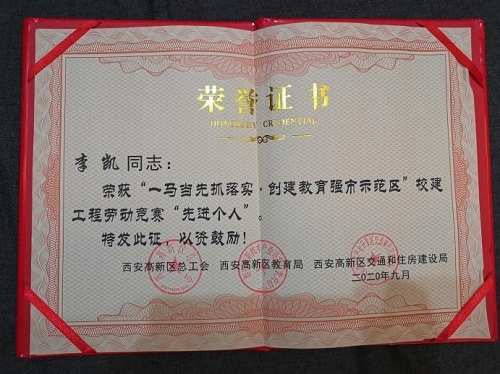 荣誉证书
HONORARY CREDENTIAL
李凯同志：
荣获“一马当先抓落实·创建教育强市示范区”校建
工程劳动竞赛“先进个人”。
特发此证，以资鼓励！
西安高新区总工会 西安高新区教育局 西安高新区交通和住房建设局
二〇二〇年九月